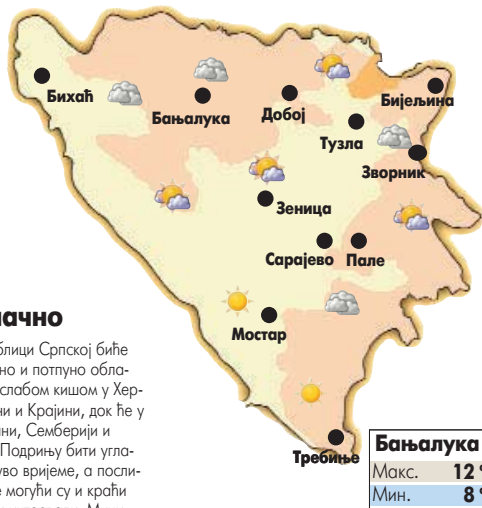 Бихаћ
Бањалука
Добој
Бијељина
Тузла
Зворник
Зеница
Сарајево
Пале
Мостар
Требиње
ачно
блици Српској биће
но и потпуно обла-
слабом кишом у Хер-
ни и Крајини, док ће у
ни, Семберији и
Подрињу бити угла-
уво вријеме, а посли-
е могући су и краћи
Бањалука
Макс. 12°
Мин. 8°